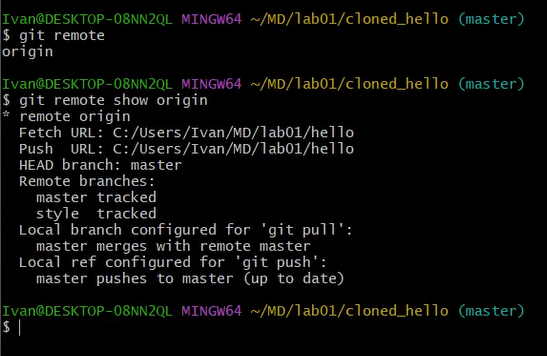 Ivan@DESKTOP-08NN2QL MINGW64 ~/MD/lab01/cloned_hello (master)
$ git remote
origin
Ivan@DESKTOP-08NN2QL MINGW64 ~/MD/lab01/cloned_hello (master)
$ git remote show origin
* remote origin
  Fetch URL: C:/Users/Ivan/MD/lab01/hello
  Push  URL: C:/Users/Ivan/MD/lab01/hello
  HEAD branch: master
  Remote branches:
    master tracked
    style  tracked
  Local branch configured for 'git pull':
    master merges with remote master
  Local ref configured for 'git push':
    master pushes to master (up to date)
Ivan@DESKTOP-08NN2QL MINGW64 ~/MD/lab01/cloned_hello (master)
$